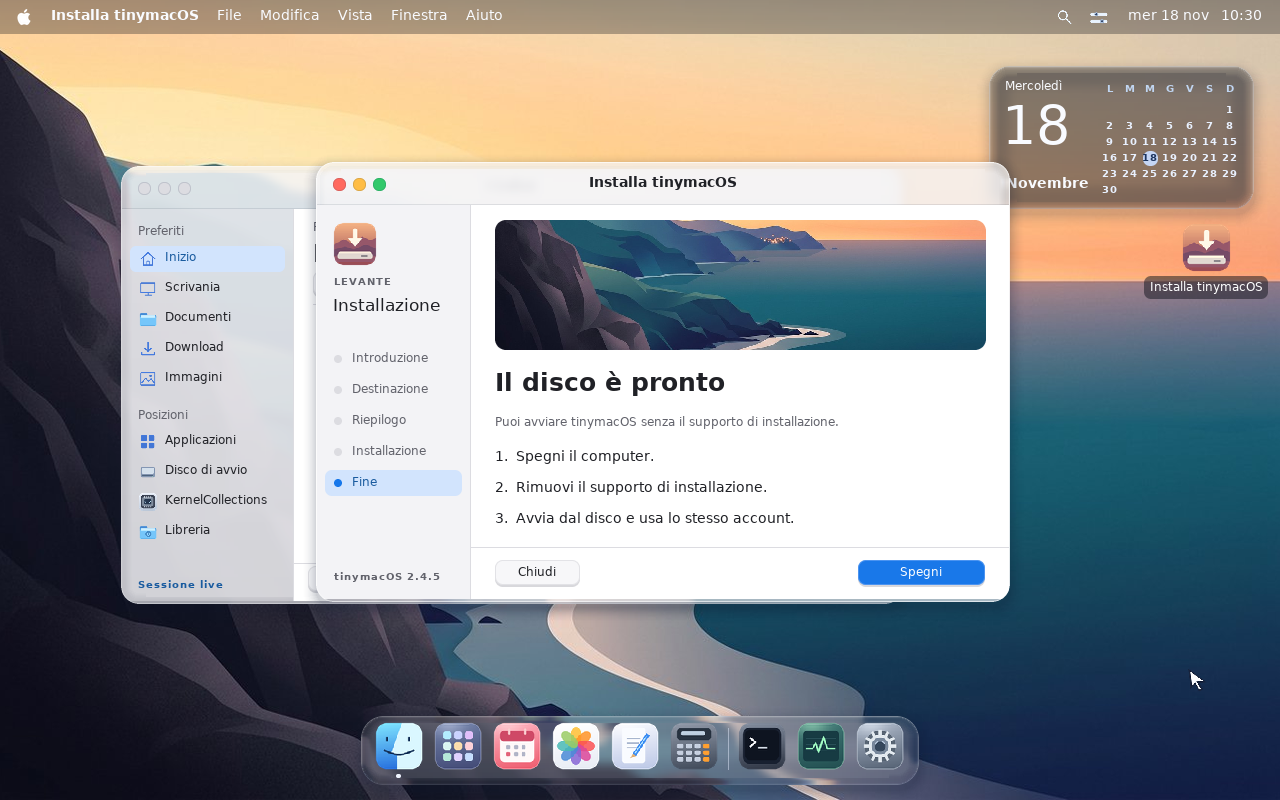 Installa tinymacOS File Modifica Vista Finestra Aiuto
mer 18 nov 10:30
Mercoledì
18
Novembre
L M M G V S D
1
2 3 4 5 6 7 8
9 10 11 12 13 14 15
16 17 18 19 20 21 22
23 24 25 26 27 28 29
30
Installa tinymacOS
Preferiti
Inizio
Scrivania
Documenti
Download
Immagini
Posizioni
Applicazioni
Disco di avvio
KernelCollections
Libreria
Sessione live
Installa tinymacOS
LEVANTE
Installazione
Introduzione
Destinazione
Riepilogo
Installazione
Fine
tinymacOS 2.4.5
Il disco è pronto
Puoi avviare tinymacOS senza il supporto di installazione.
1. Spegni il computer.
2. Rimuovi il supporto di installazione.
3. Avvia dal disco e usa lo stesso account.
Chiudi
Spegni